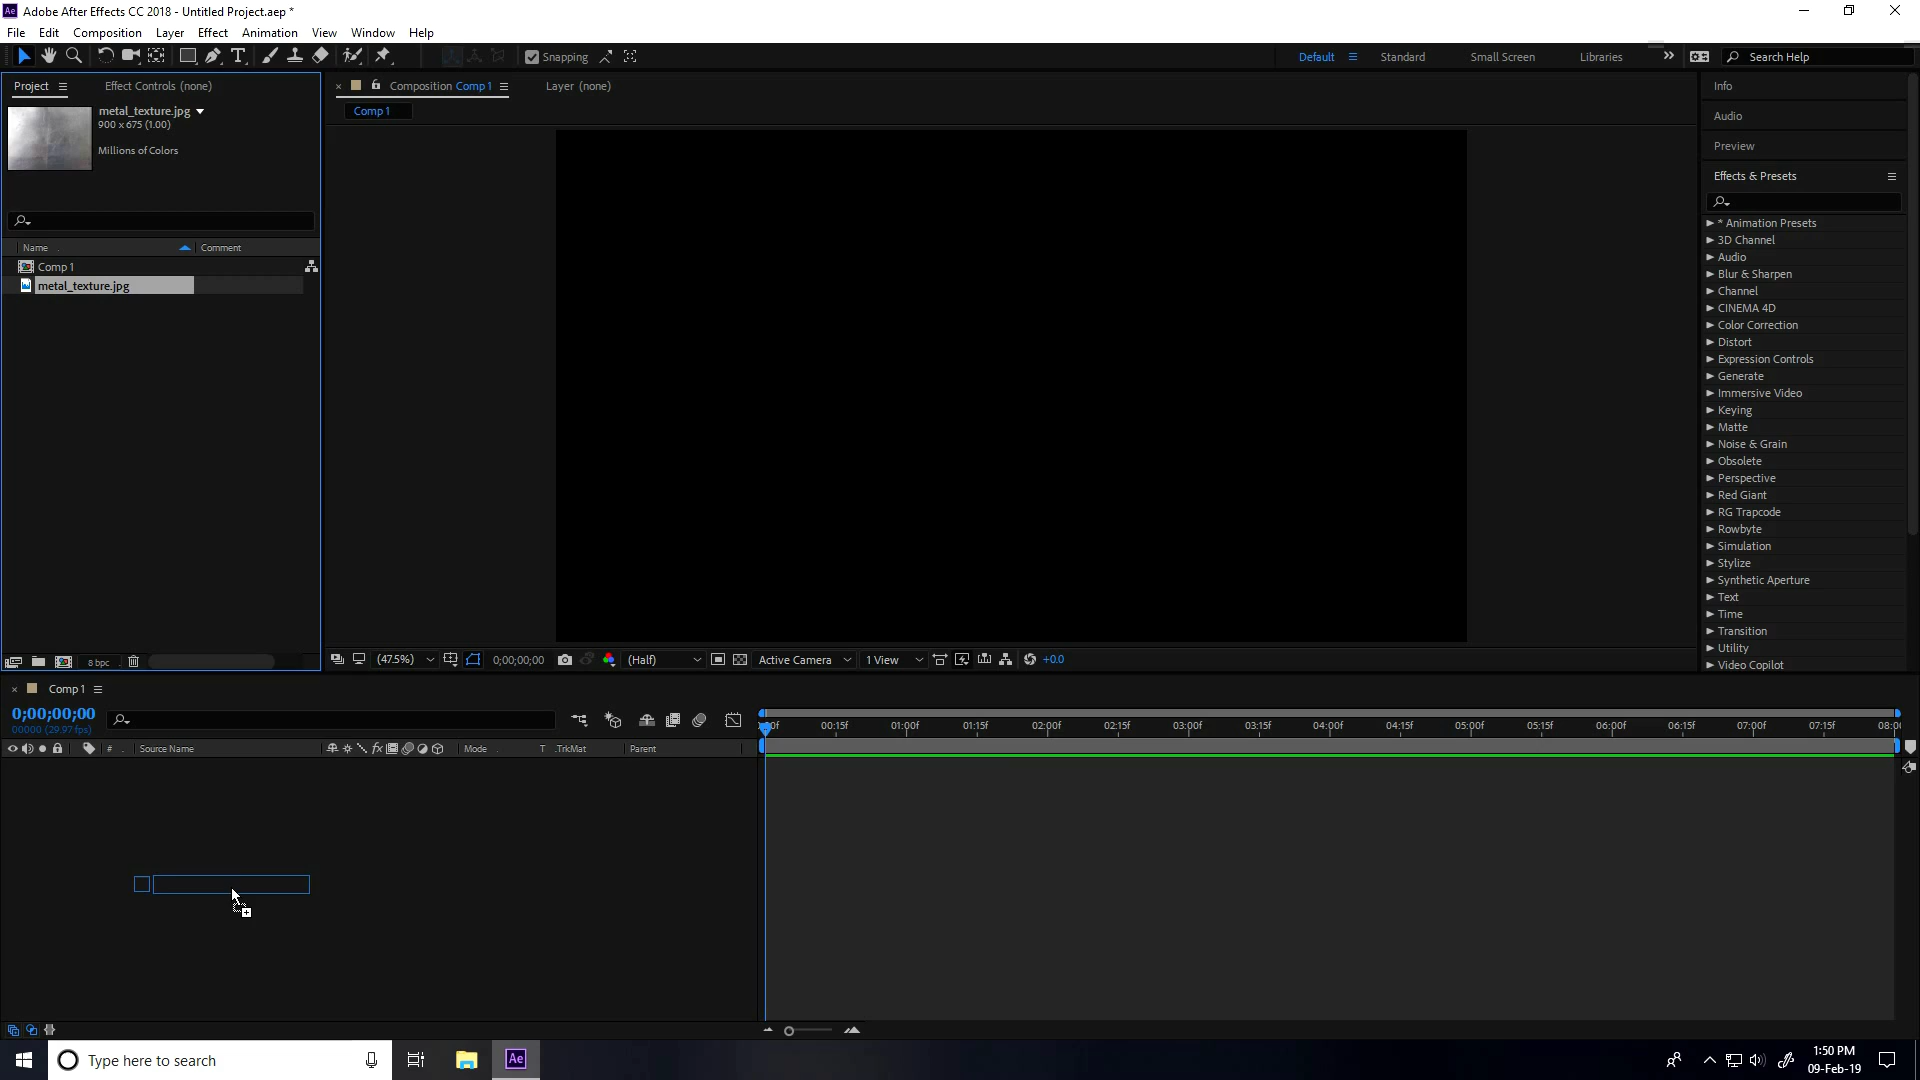 Ae Adobe After Effects CC 2018 - Untitled Project.aep *
File Edit Composition Layer Effect Animation View Window Help
Snapping Default Standard Small Screen Libraries Search Help
Project Effect Controls (none) Composition Comp 1 Layer (none) Info
metal_texture.jpg Comp 1
900 x 675 (1.00)
Audio
Millions of Colors
Preview
Effects & Presets
* Animation Presets
Name Comment 3D Channel
Audio
Comp 1
Blur & Sharpen
metal_texture.jpg
Channel
CINEMA 4D
Color Correction
Distort
Expression Controls
Generate
Immersive Video
Keying
Matte
Noise & Grain
Obsolete
Perspective
Red Giant
RG Trapcode
Rowbyte
Simulation
Stylize
Synthetic Aperture
Text
Time
Transition
Utility
Video Copilot
8 bpc (47.5%) 0;00;00;00 (Half) Active Camera 1 View +0.0
Comp 1
0;00;00;00
00000 (29.97 fps)
00:15f 01:00f 01:15f 02:00f 02:15f 03:00f 03:15f 04:00f 04:15f 05:00f 05:15f 06:00f 06:15f 07:00f 07:15f
# Source Name fx Mode T .TrkMat Parent
Type here to search Ae 1:50 PM
09-Feb-19